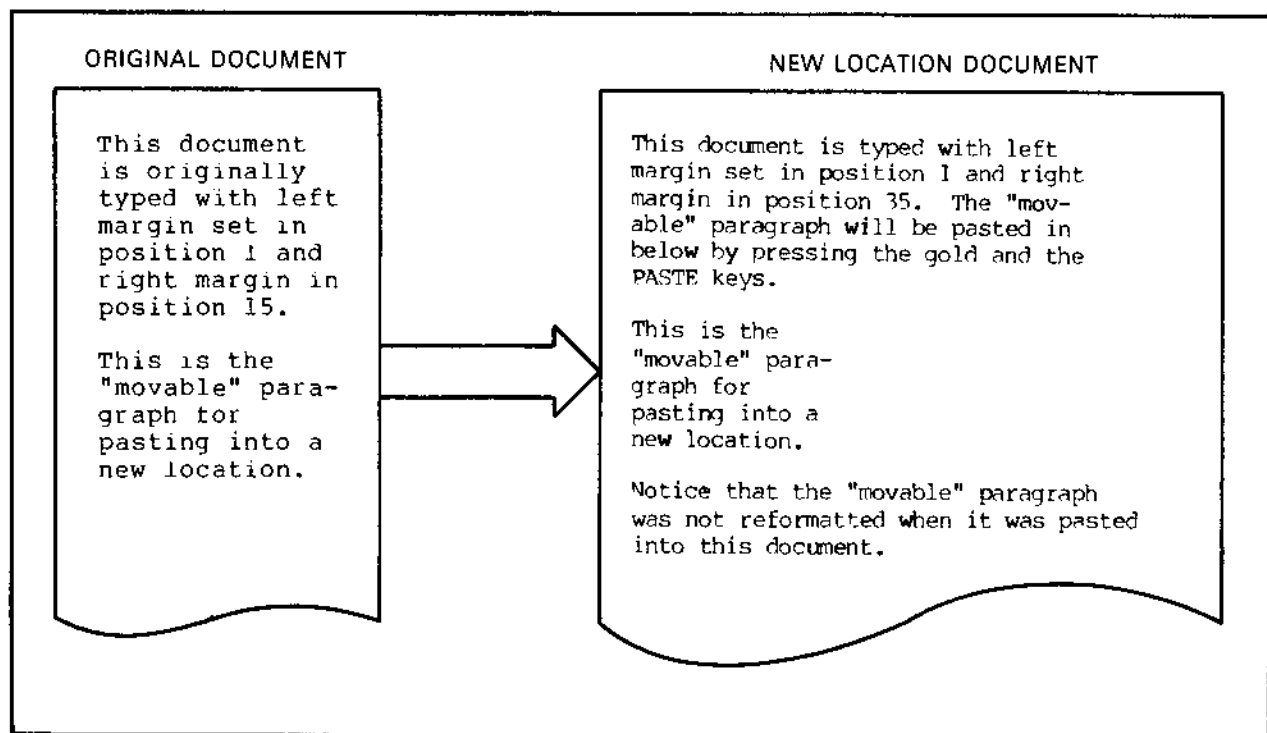 ORIGINAL DOCUMENT
This document
is originally
typed with left
margin set in
position 1 and
right margin in
position 15.
This is the
"movable" para-
graph for
pasting into a
new location.
NEW LOCATION DOCUMENT
This document is typed with left
margin set in position 1 and right
margin in position 35. The "mov-
able" paragraph will be pasted in
below by pressing the gold and the
PASTE keys.
This is the
"movable" para-
graph for
pasting into a
new location.
Notice that the "movable" paragraph
was not reformatted when it was pasted
into this document.